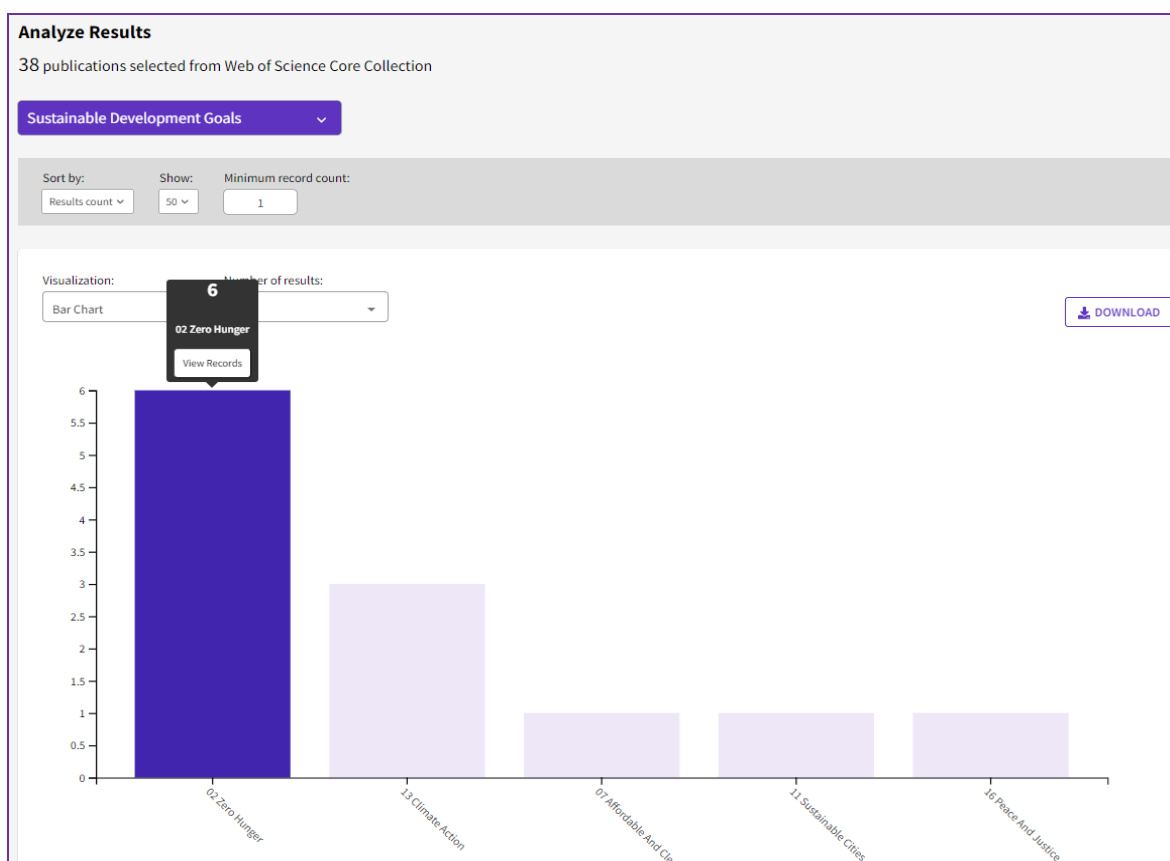 Analyze Results
38 publications selected from Web of Science Core Collection
Sustainable Development Goals
Sort by: Show: Minimum record count:
Results count 50 1
Visualization: of results:
Bar Chart
6
02 Zero Hunger
View Records
DOWNLOAD
6
5.5
5
4.5
4
3.5
3
2.5
2
1.5
1
0.5
0
02 Zero Hunger
13 Climate Action
07 Affordable And
11 Sustainable Cities
16 Peace And Justice